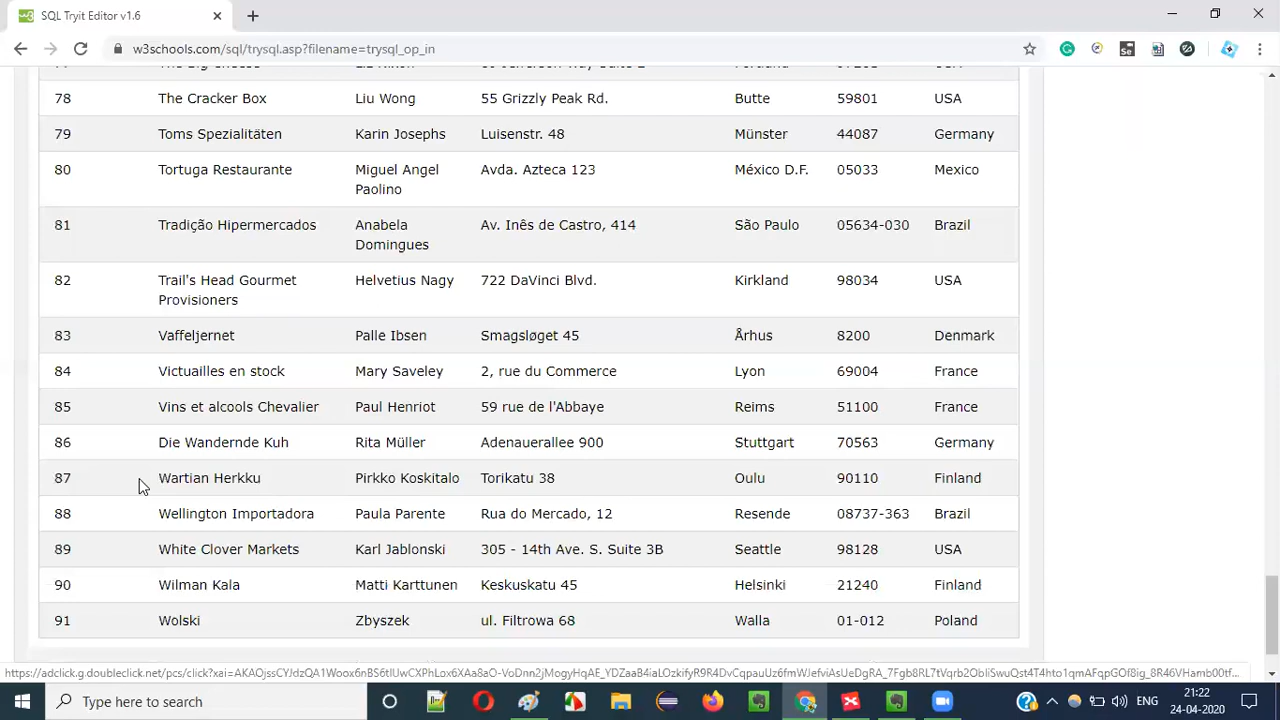 SQL Tryit Editor v1.6
w3schools.com/sql/trysql.asp?filename=trysql_op_in
78 The Cracker Box Liu Wong 55 Grizzly Peak Rd. Butte 59801 USA
79 Toms Spezialitäten Karin Josephs Luisenstr. 48 Münster 44087 Germany
80 Tortuga Restaurante Miguel Angel Avda. Azteca 123 México D.F. 05033 Mexico
Paolino
81 Tradição Hipermercados Anabela Av. Inês de Castro, 414 São Paulo 05634-030 Brazil
Domingues
82 Trail's Head Gourmet Helvetius Nagy 722 DaVinci Blvd. Kirkland 98034 USA
Provisioners
83 Vaffeljernet Palle Ibsen Smagsløget 45 Århus 8200 Denmark
84 Victuailles en stock Mary Saveley 2, rue du Commerce Lyon 69004 France
85 Vins et alcools Chevalier Paul Henriot 59 rue de l'Abbaye Reims 51100 France
86 Die Wandernde Kuh Rita Müller Adenauerallee 900 Stuttgart 70563 Germany
87 Wartian Herkku Pirkko Koskitalo Torikatu 38 Oulu 90110 Finland
88 Wellington Importadora Paula Parente Rua do Mercado, 12 Resende 08737-363 Brazil
89 White Clover Markets Karl Jablonski 305 - 14th Ave. S. Suite 3B Seattle 98128 USA
90 Wilman Kala Matti Karttunen Keskuskatu 45 Helsinki 21240 Finland
91 Wolski Zbyszek ul. Filtrowa 68 Walla 01-012 Poland
Type here to search
ENG
21:22
24-04-2020